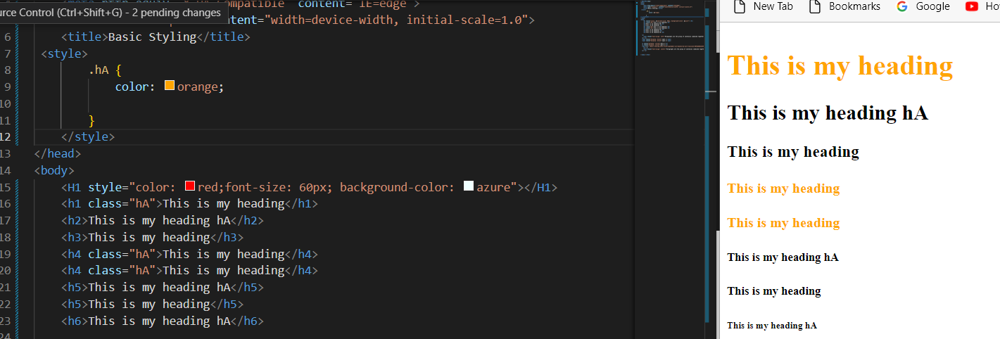 compatible" content="IE=edge">
urce Control (Ctrl+Shift+G) - 2 pending changes
ntent="width=device-width, initial-scale=1.0">
6 <title>Basic Styling</title>
7 <style>
8 .hA {
9 color: orange;
10
11 }
12 </style>
13 </head>
14 <body>
15 <H1 style="color: red;font-size: 60px; background-color: azure"></H1>
16 <h1 class="hA">This is my heading</h1>
17 <h2>This is my heading hA</h2>
18 <h3>This is my heading</h3>
19 <h4 class="hA">This is my heading</h4>
20 <h4 class="hA">This is my heading</h4>
21 <h5>This is my heading hA</h5>
22 <h5>This is my heading</h5>
23 <h6>This is my heading hA</h6>
24
New Tab Bookmarks Google Ho
This is my heading
This is my heading hA
This is my heading
This is my heading
This is my heading
This is my heading hA
This is my heading
This is my heading hA